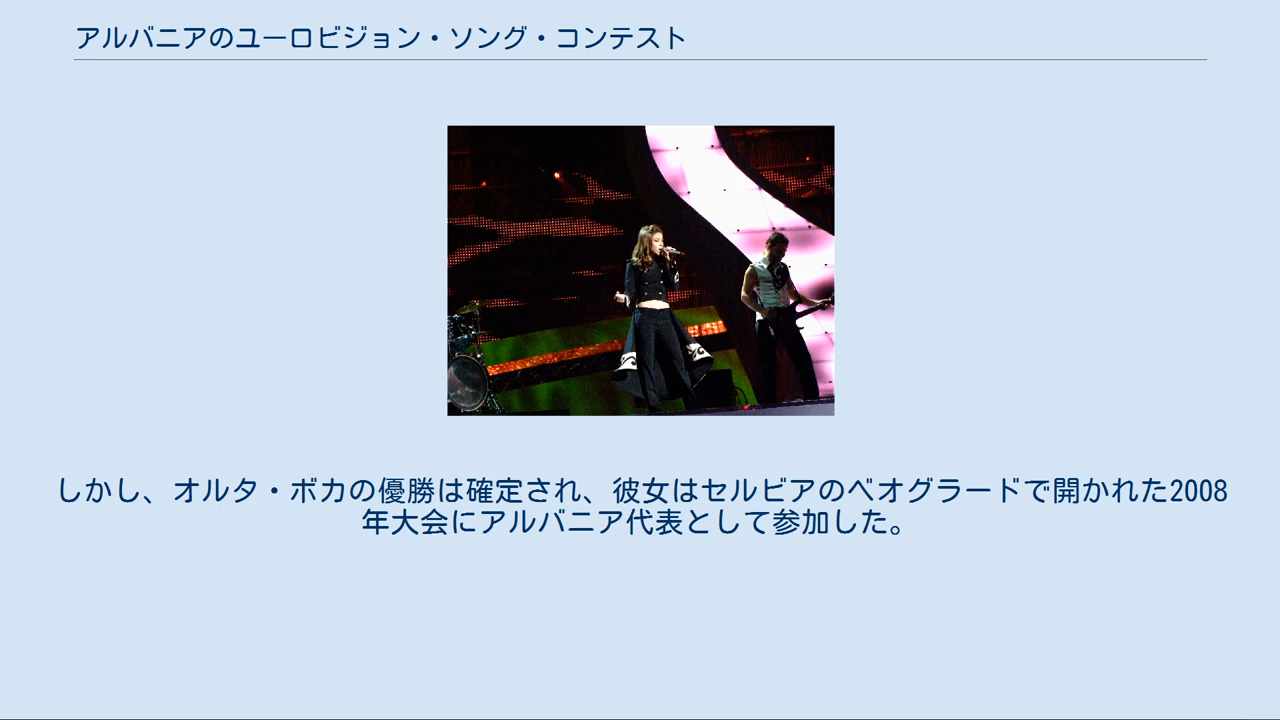 アルバニアのユーロビジョン・ソング・コンテスト
しかし、オルタ・ボカの優勝は確定され、彼女はセルビアのベオグラードで開かれた2008
年大会にアルバニア代表として参加した。